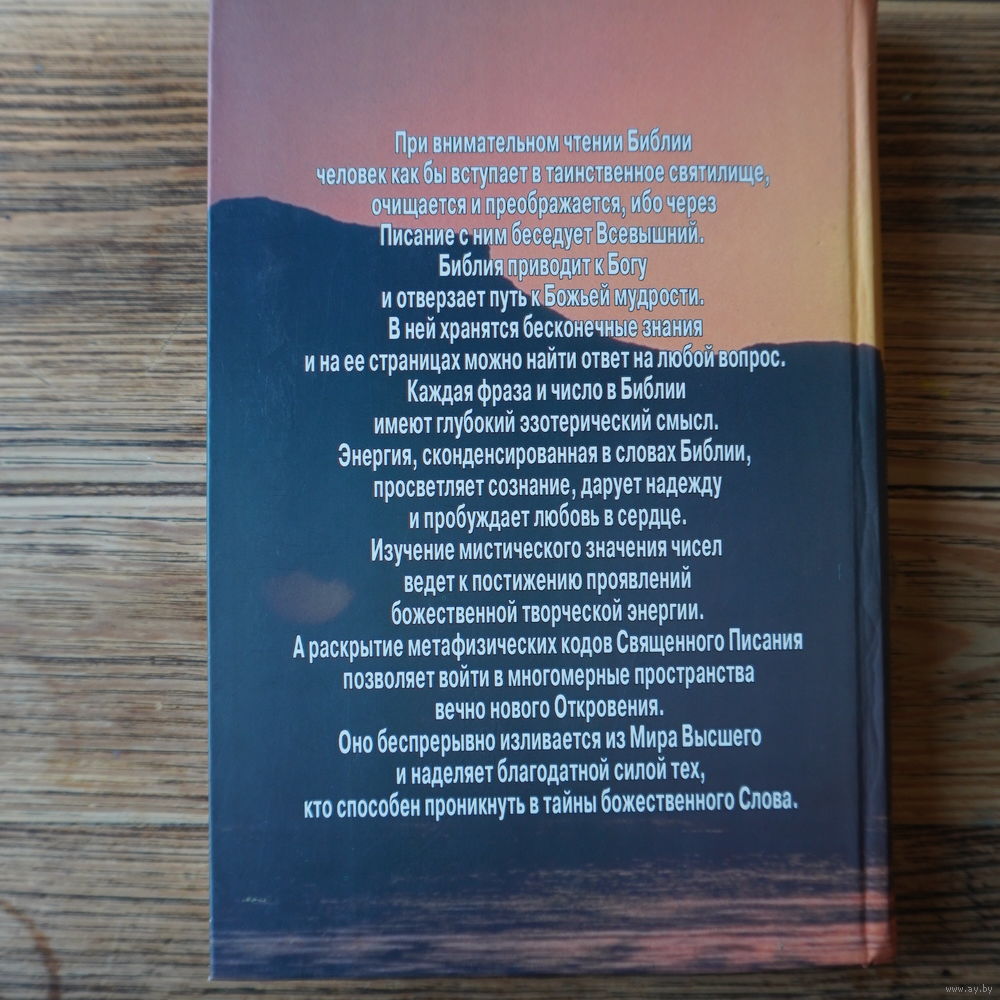 При внимательном чтении Библии
человек как бы вступает в таинственное святилище,
очищается и преображается, ибо через
Писание с ним беседует Всевышний.
Библия приводит к Богу
и отверзает путь к Божьей мудрости.
В ней хранятся бесконечные знания
и на ее страницах можно найти ответ на любой вопрос.
Каждая фраза и число в Библии
имеют глубокий эзотерический смысл.
Энергия, сконденсированная в словах Библии,
просветляет сознание, дарует надежду
и пробуждает любовь в сердце.
Изучение мистического значения чисел
ведет к постижению проявлений
божественной творческой энергии.
А раскрытие метафизических кодов Священного Писания
позволяет войти в многомерные пространства
вечно нового Откровения.
Оно беспрерывно изливается из Мира Высшего
и наделяет благодатной силой тех,
кто способен проникнуть в тайны божественного Слова.
www.ay.by